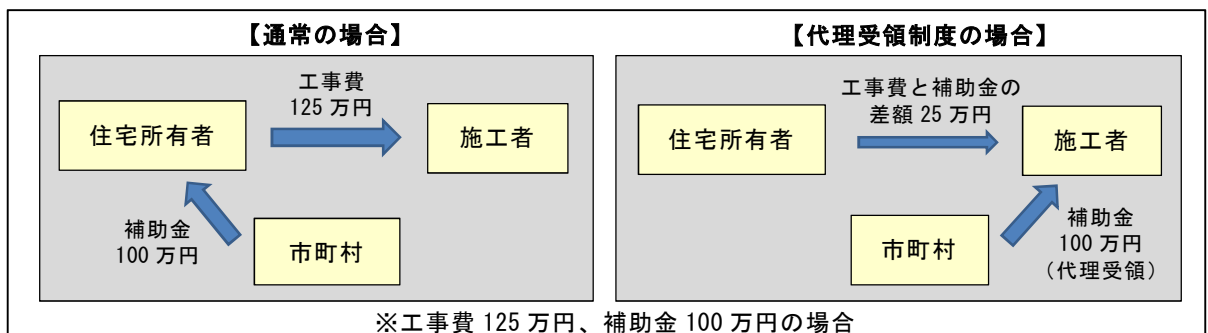 【通常の場合】
工事費
125 万円
住宅所有者
施工者
補助金
100 万円
市町村
【代理受領制度の場合】
工事費と補助金の
差額 25 万円
住宅所有者
施工者
市町村
補助金
100 万円
（代理受領）
※工事費 125 万円、補助金 100 万円の場合